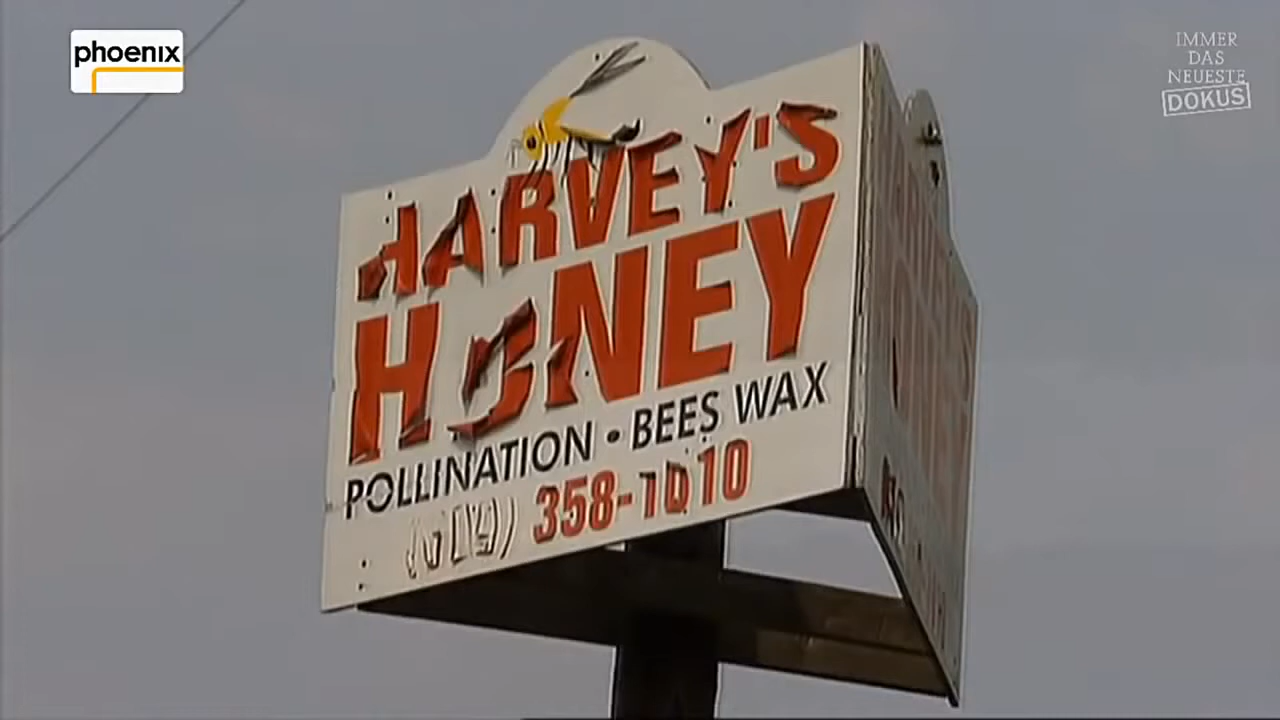 phoenix
IMMER
DAS
NEUESTE
DOKUS
HARVEY'S
HONEY
POLLINATION • BEES WAX
358-1010